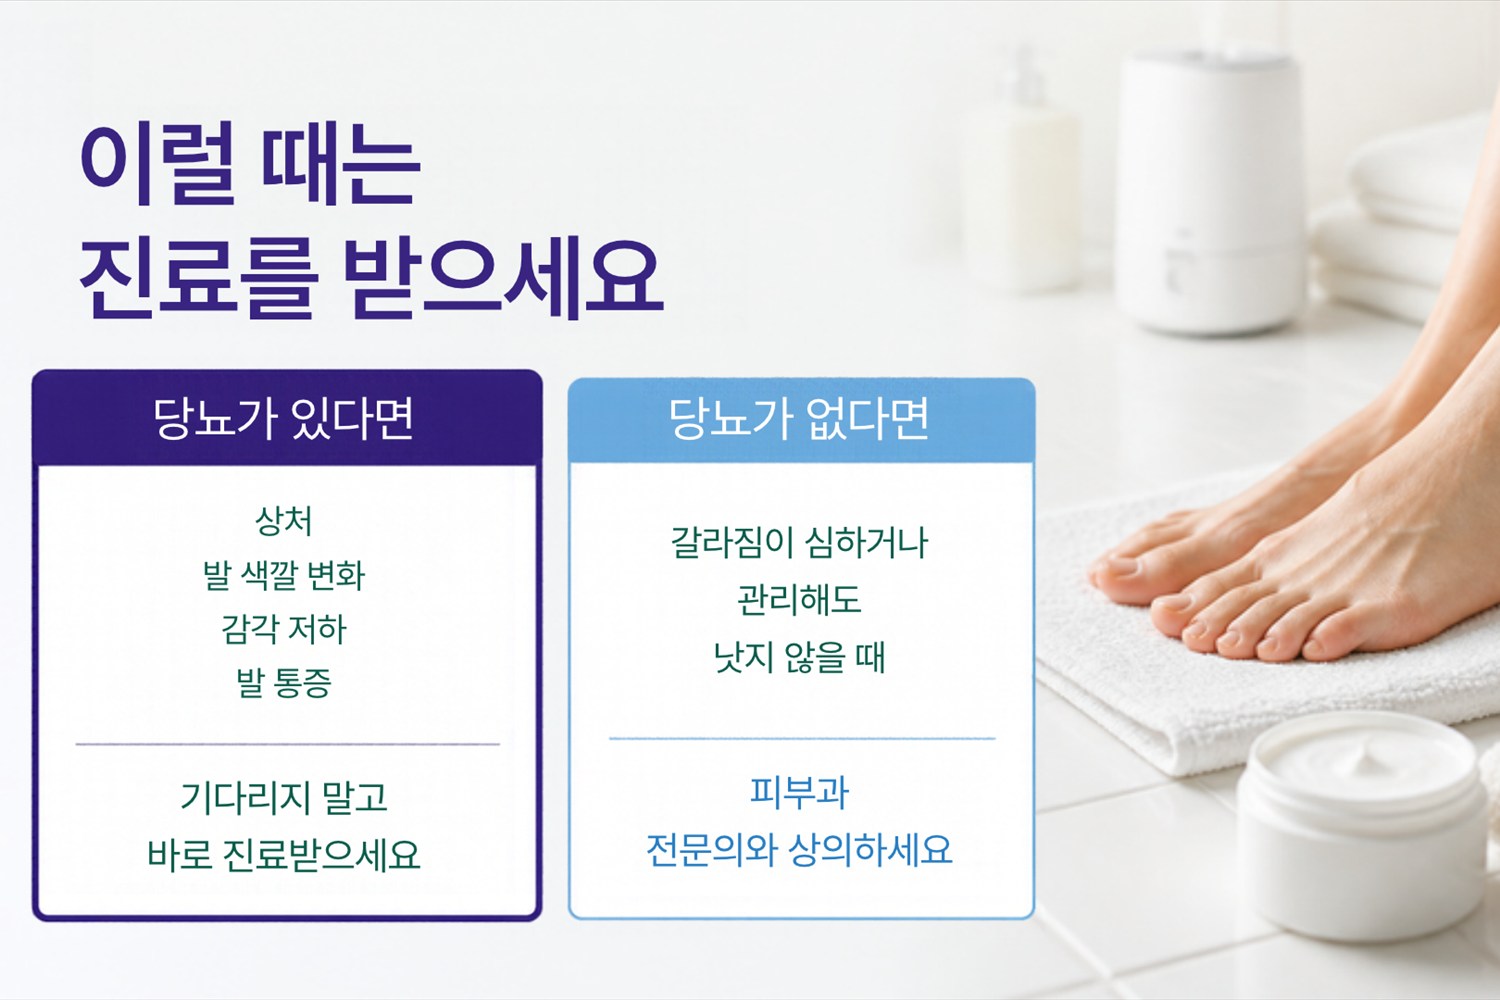 이럴 때는
진료를 받으세요
당뇨가 있다면
상처
발 색깔 변화
감각 저하
발 통증
기다리지 말고
바로 진료받으세요
당뇨가 없다면
갈라짐이 심하거나
관리해도
낫지 않을 때
피부과
전문의와 상의하세요